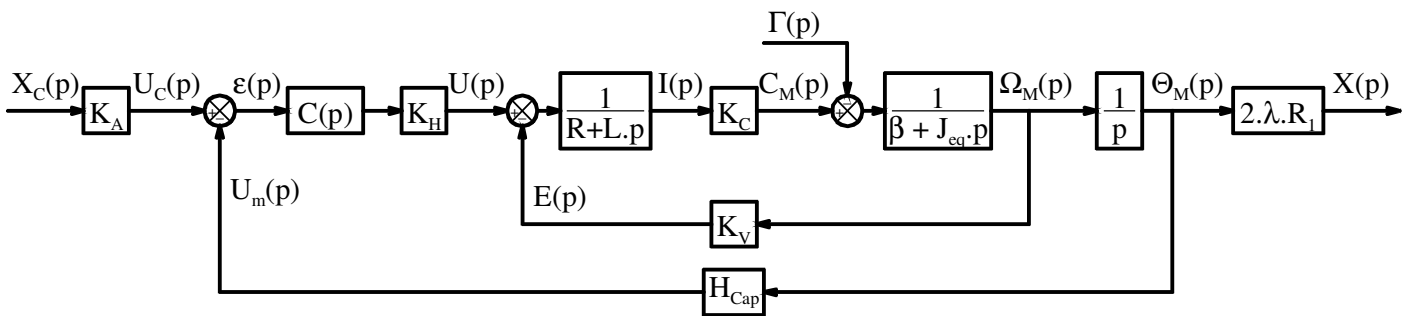 Γ(p)
X_C(p) U_C(p) ε(p) U(p) I(p) C_M(p) Ω_M(p) Θ_M(p) X(p)
K_A
C(p)
K_H
1
R+L.p
K_C
1
β + J_eq.p
1
p
2.λ.R_1
U_m(p)
E(p)
K_V
H_Cap